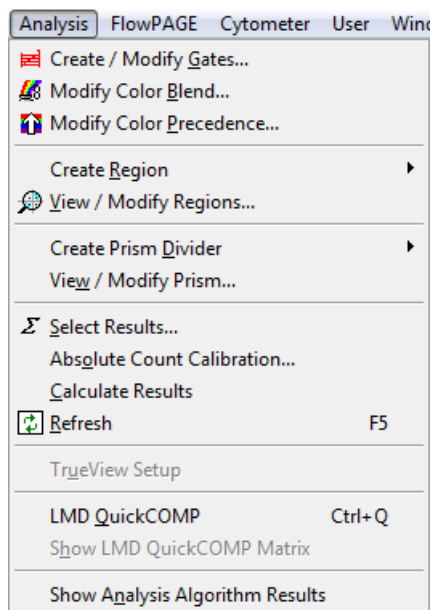 Analysis FlowPAGE Cytometer User
Create / Modify Gates...
Modify Color Blend...
Modify Color Precedence...
Create Region
View / Modify Regions...
Create Prism Divider
View / Modify Prism...
Σ Select Results...
Absolute Count Calibration...
Calculate Results
Refresh F5
TrueView Setup
LMD QuickCOMP Ctrl+Q
Show LMD QuickCOMP Matrix
Show Analysis Algorithm Results